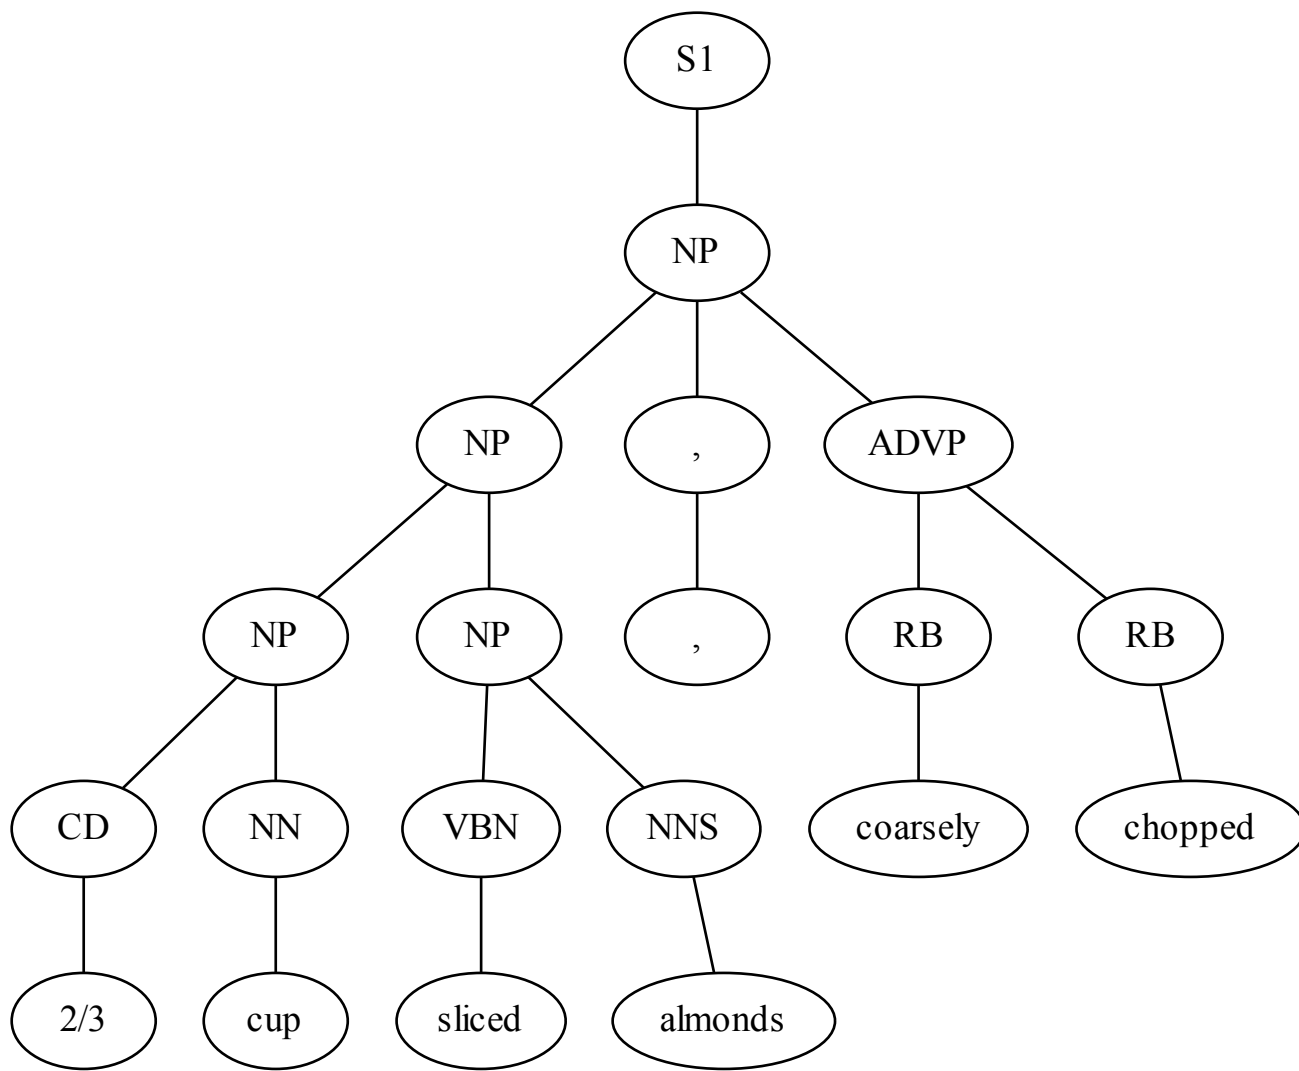 S1
NP
NP , ADVP
NP NP , RB RB
CD NN VBN NNS coarsely chopped
2/3 cup sliced almonds